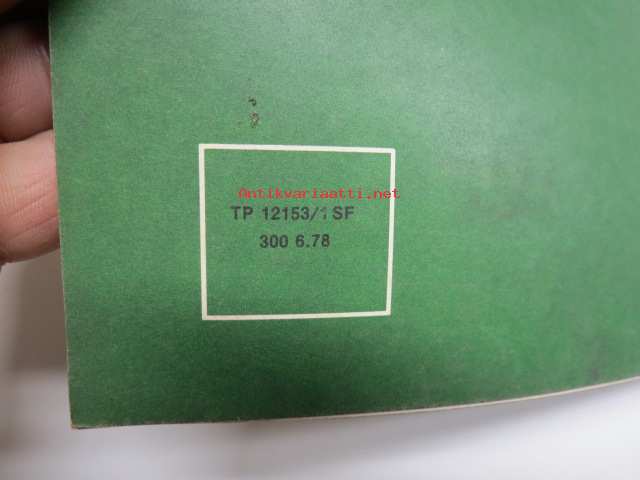 Antikvariaatti.net
TP 12153/1 SF
300 6.78